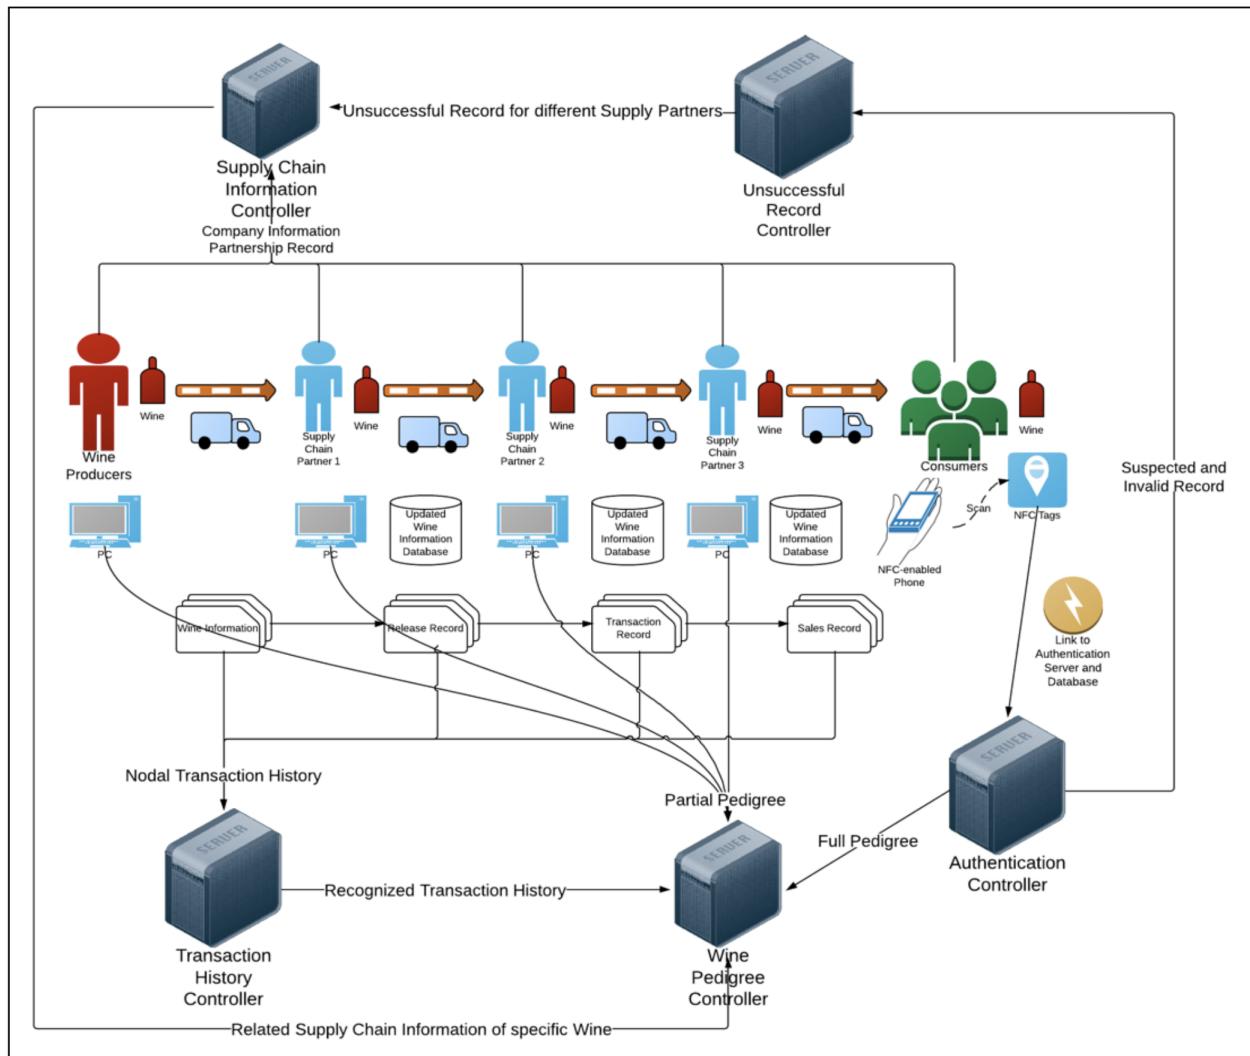 SERVER
SERVER
Unsuccessful Record for different Supply Partners
Supply Chain
Information
Controller
Unsuccessful
Record
Controller
Company Information
Partnership Record
Wine
Wine
Wine
Wine
Wine
Wine
Producers
Supply
Chain
Partner 1
Supply
Chain
Partner 2
Supply
Chain
Partner 3
Consumers
Suspected and
Invalid Record
PC
Updated
Wine
Information
Database
PC
Updated
Wine
Information
Database
PC
Updated
Wine
Information
Database
PC
Scan
NFC Tags
NFC-enabled
Phone
Wine Information
Release Record
Transaction
Record
Sales Record
Link to
Authentication
Server and
Database
SERVER
Nodal Transaction History
Partial Pedigree
SERVER
SERVER
Full Pedigree
Authentication
Controller
Recognized Transaction History
Transaction
History
Controller
Wine
Pedigree
Controller
Related Supply Chain Information of specific Wine